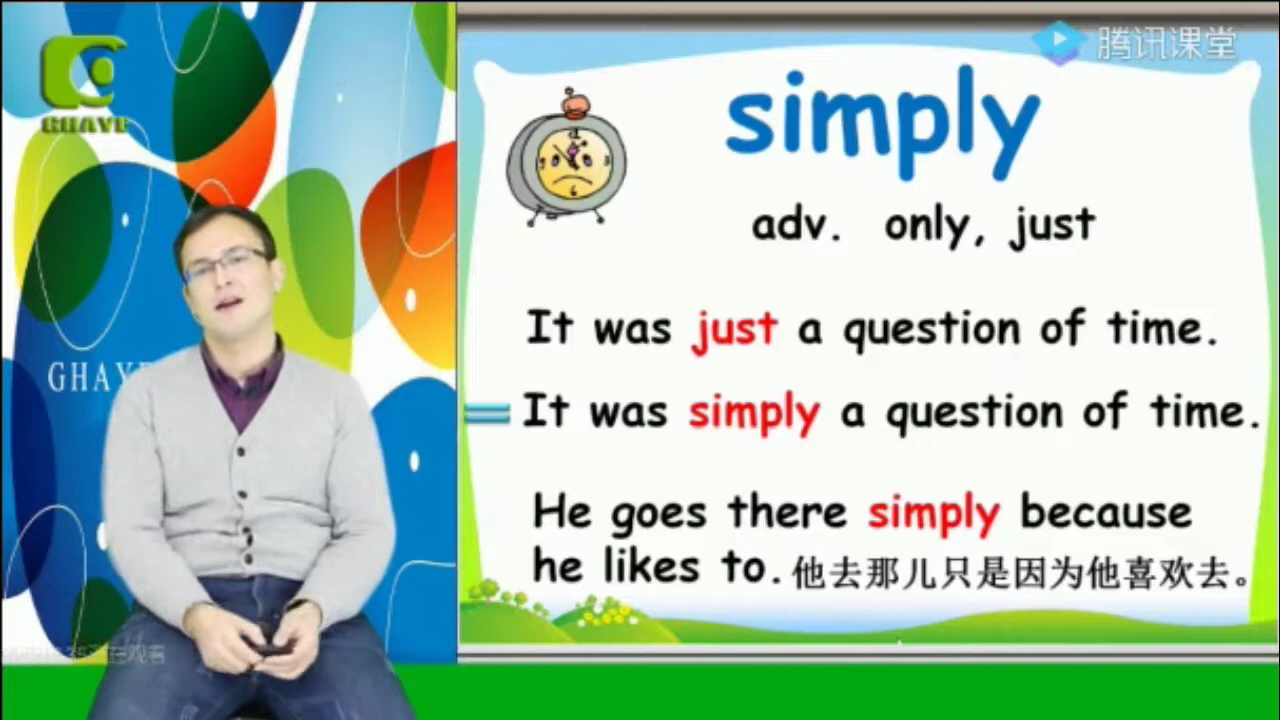 GHAYP
腾讯课堂
simply
adv. only, just
It was just a question of time.
= It was simply a question of time.
He goes there simply because
he likes to. 他去那儿只是因为他喜欢去。